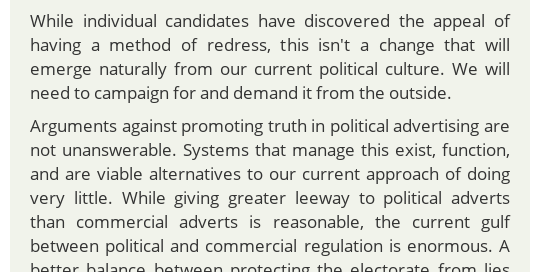 While individual candidates have discovered the appeal of
having a method of redress, this isn't a change that will
emerge naturally from our current political culture. We will
need to campaign for and demand it from the outside.
Arguments against promoting truth in political advertising are
not unanswerable. Systems that manage this exist, function,
and are viable alternatives to our current approach of doing
very little. While giving greater leeway to political adverts
than commercial adverts is reasonable, the current gulf
between political and commercial regulation is enormous. A
better balance between protecting the electorate from lies